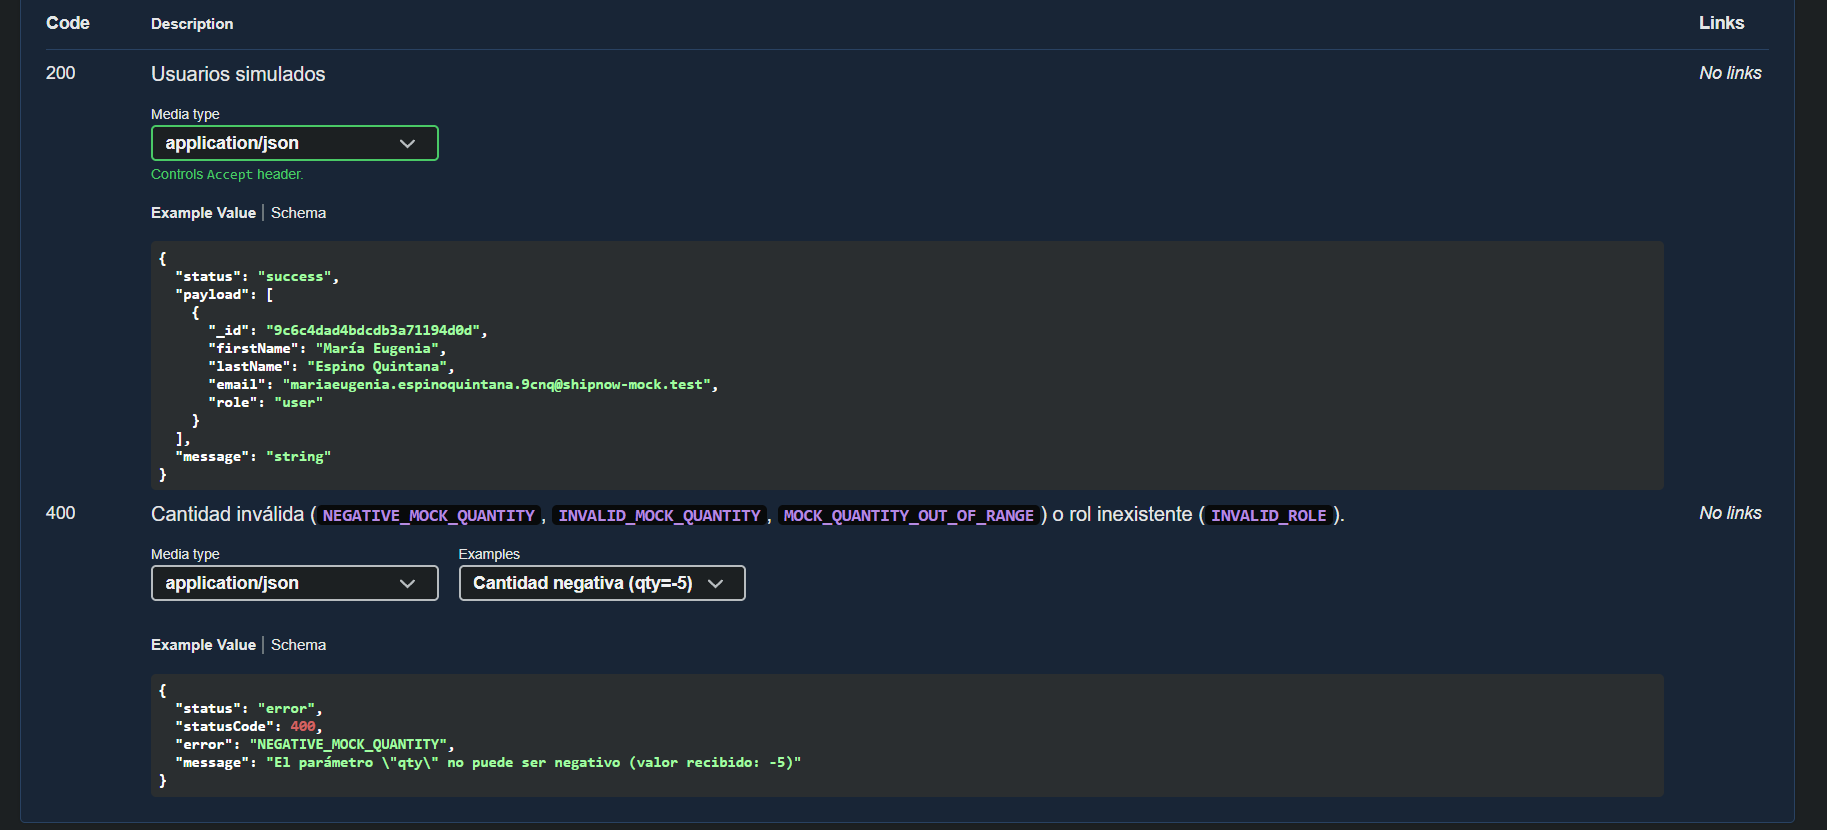 Code Description Links
200 Usuarios simulados No links
Media type
application/json
Controls Accept header.
Example Value | Schema
{
  "status": "success",
  "payload": [
    {
      "_id": "9c6c4dad4bdcdb3a71194d0d",
      "firstName": "María Eugenia",
      "lastName": "Espino Quintana",
      "email": "mariaeugenia.espinoquintana.9cnq@shipnow-mock.test",
      "role": "user"
    }
  ],
  "message": "string"
}
400 Cantidad inválida ( NEGATIVE_MOCK_QUANTITY , INVALID_MOCK_QUANTITY , MOCK_QUANTITY_OUT_OF_RANGE ) o rol inexistente ( INVALID_ROLE ). No links
Media type Examples
application/json Cantidad negativa (qty=-5)
Example Value | Schema
{
  "status": "error",
  "statusCode": 400,
  "error": "NEGATIVE_MOCK_QUANTITY",
  "message": "El parámetro \"qty\" no puede ser negativo (valor recibido: -5)"
}